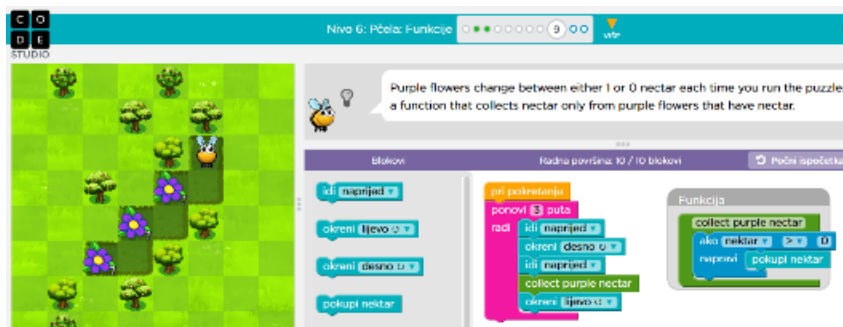 C O
D E
STUDIO
Nivo 6: Pčela: Funkcije
9
više
Purple flowers change between either 1 or 0 nectar each time you run the puzzle
a function that collects nectar only from purple flowers that have nectar.
Blokovi
Radna površina: 10 / 10 blokovi
Počni ispočetka
idi naprijed
okreni lijevo
okreni desno
pokupi nektar
pri pokretanju
ponovi 3 puta
radi idi naprijed
okreni desno
idi naprijed
collect purple nectar
okreni lijevo
Funkcija
collect purple nectar
ako nektar > 0
napravi pokupi nektar